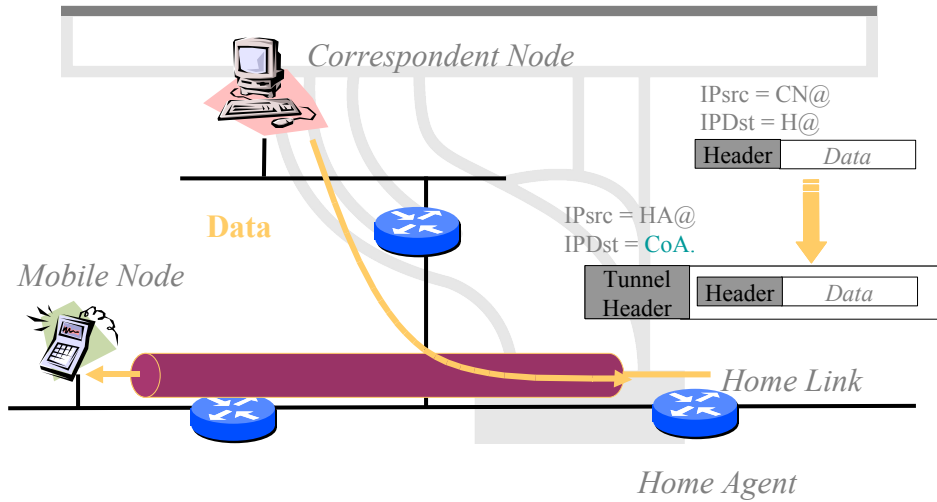 Correspondent Node
IPsrc = CN@
IPDst = H@
Header
Data
Data
IPsrc = HA@
IPDst = CoA.
Mobile Node
Tunnel
Header
Header
Data
Home Link
Home Agent